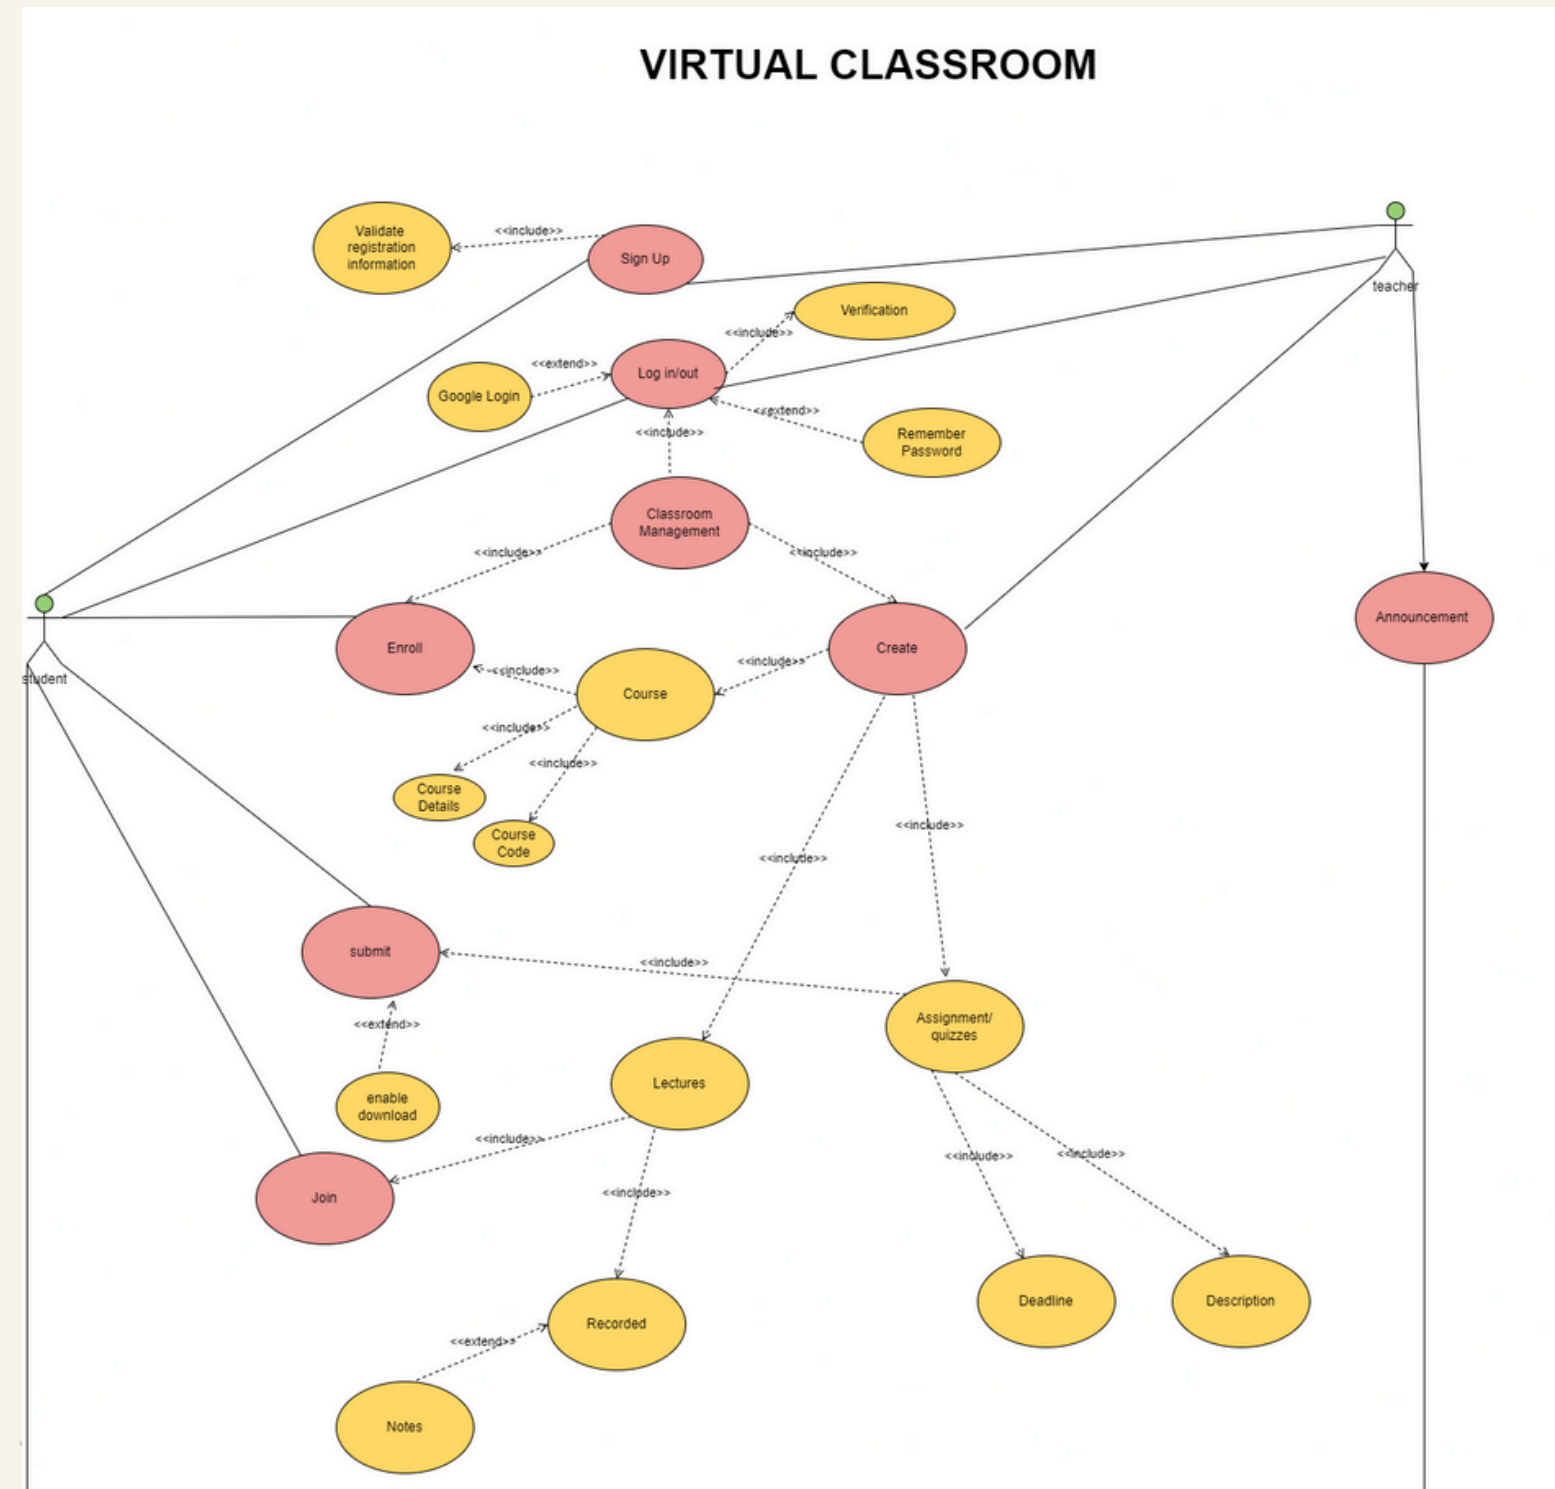 VIRTUAL CLASSROOM
Validate
registration
information
<<include>>
Sign Up
teacher
Verification
<<include>>
<<extend>>
Log in/out
Google Login
<<extend>>
<<include>>
Remember
Password
Classroom
Management
<<include>>
<<include>>
Announcement
student
Enroll
<<include>>
Course
<<include>>
Create
<<include>>
<<include>>
Course
Details
Course
Code
<<include>>
<<include>>
submit
<<include>>
<<extend>>
enable
download
Lectures
Assignment/
quizzes
<<include>>
Join
<<include>>
<<include>>
<<include>>
Recorded
Deadline
Description
<<extend>>
Notes